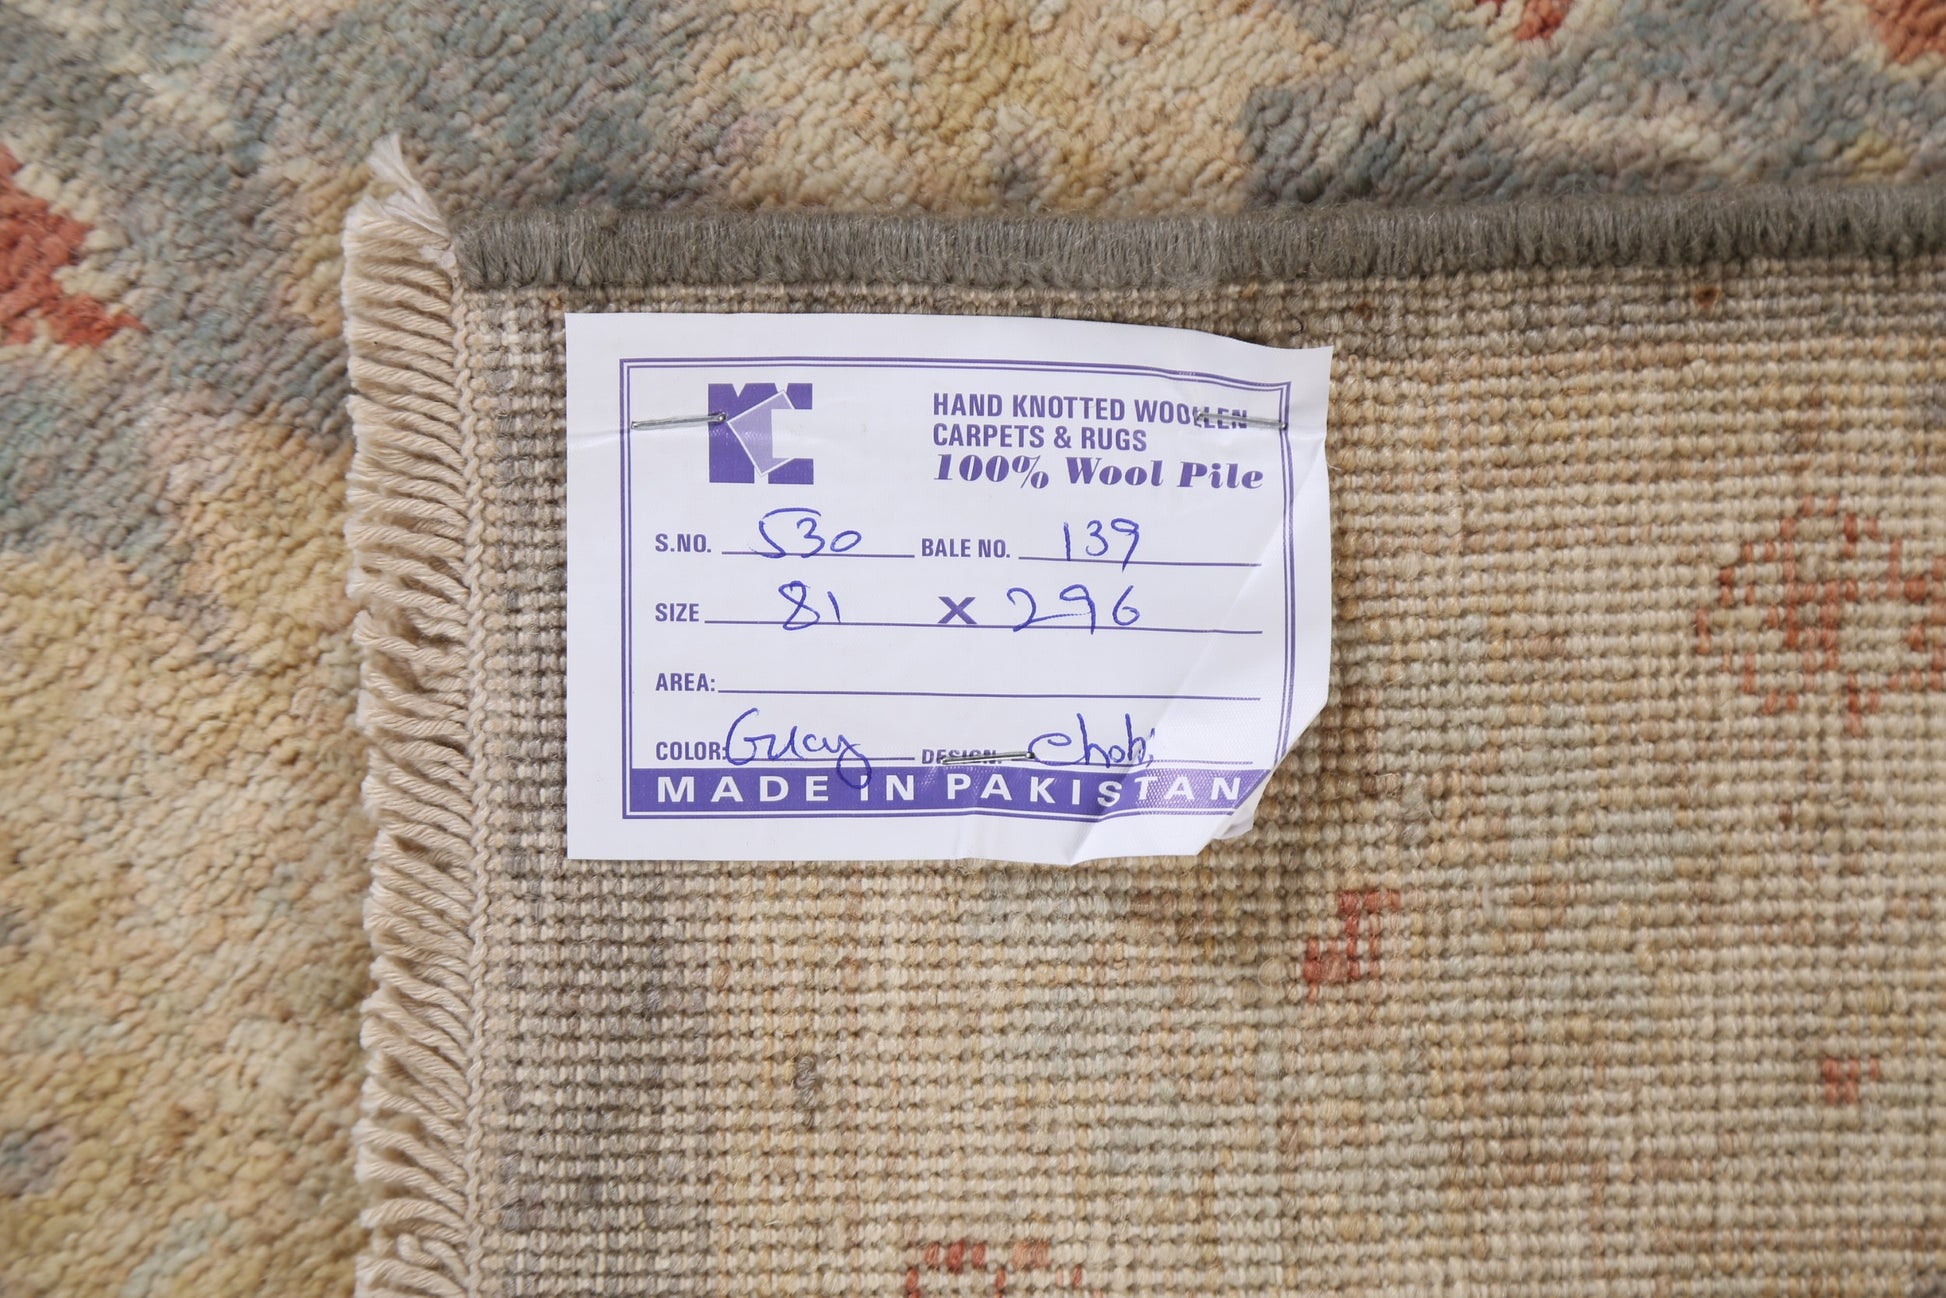 HAND KNOTTED WOOLLEN
CARPETS & RUGS
100% Wool Pile
S.NO. 530 BALE NO. 139
SIZE 81 X 296
AREA:
COLOR: Gray DESIGN: Chobi
MADE IN PAKISTAN